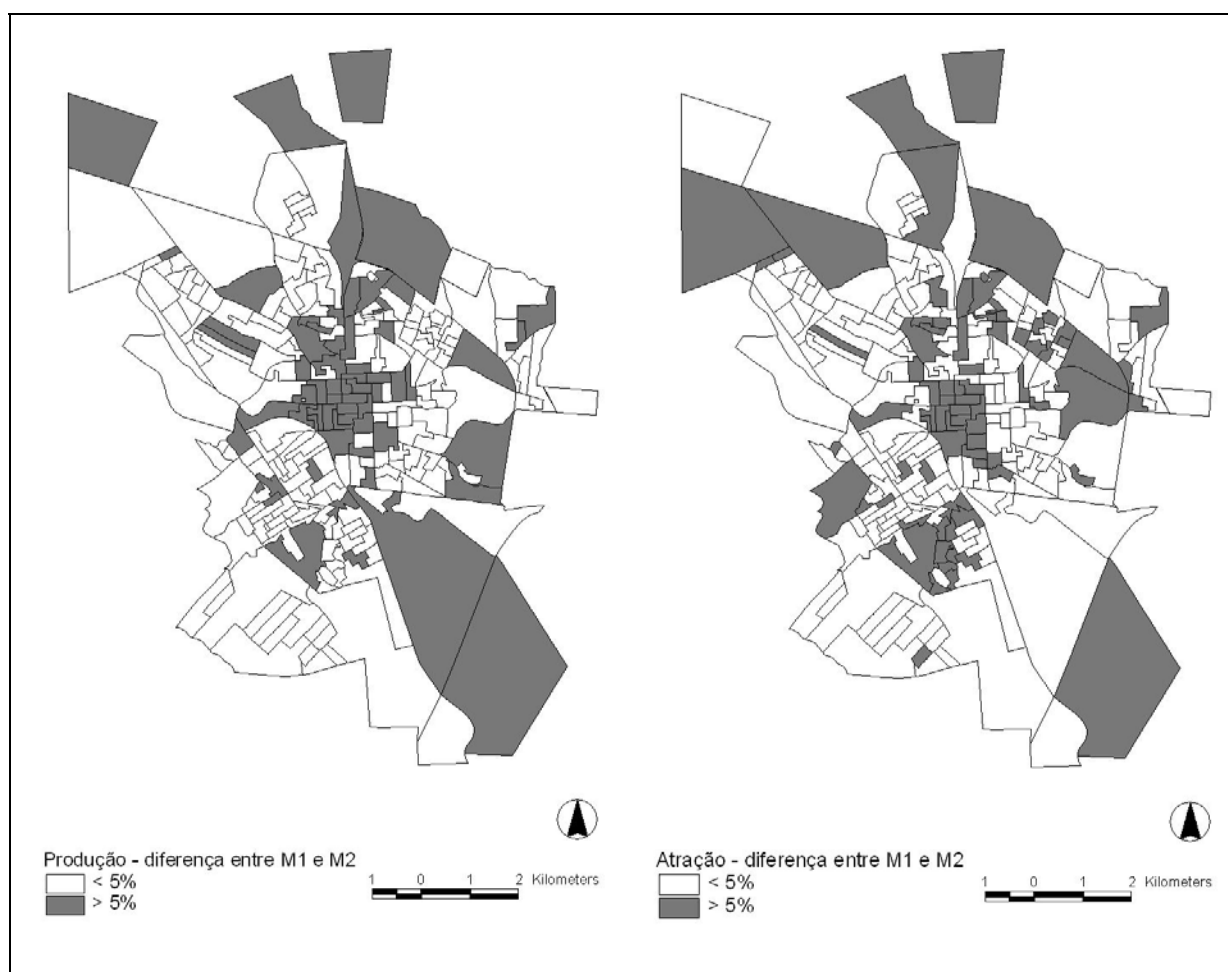 Produção - diferença entre M1 e M2
< 5%
> 5%
1 0 1 2 Kilometers
Atração - diferença entre M1 e M2
< 5%
> 5%
1 0 1 2 Kilometers